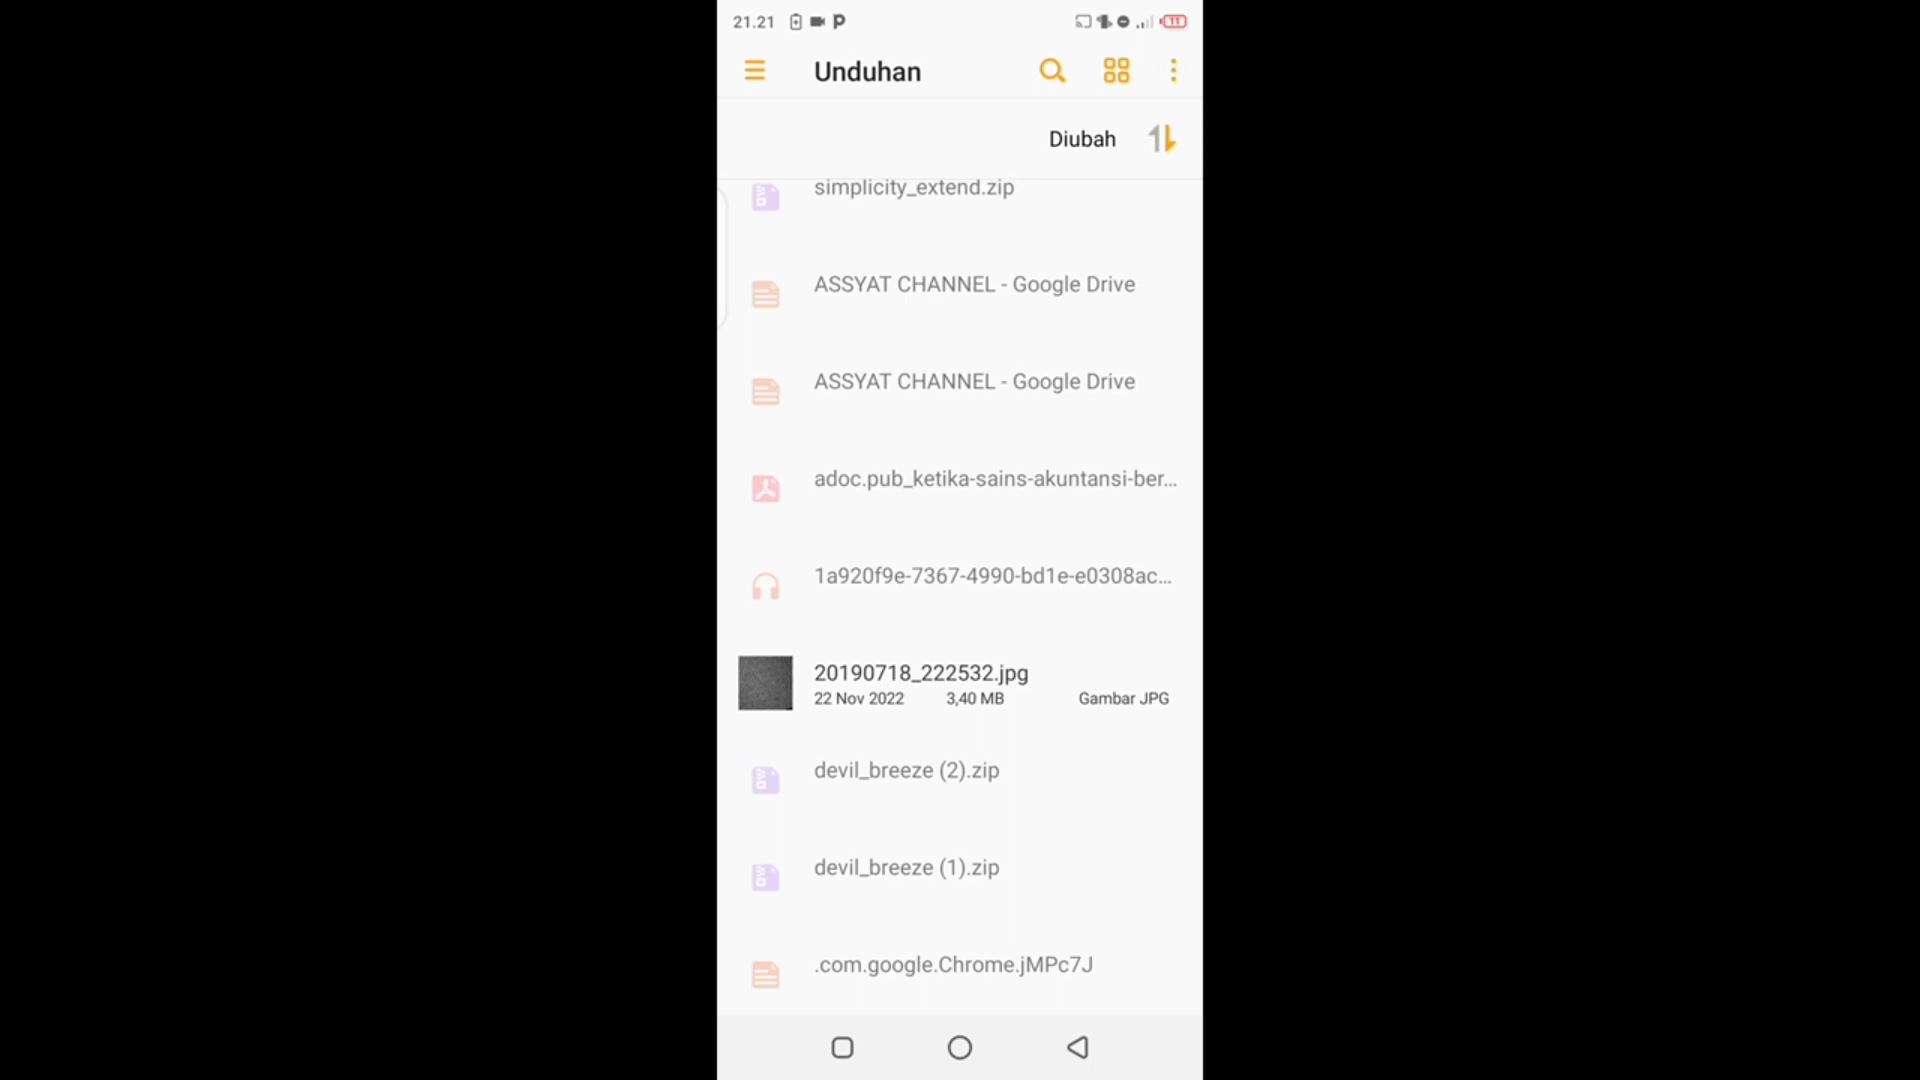 21.21
11
Unduhan
Diubah
simplicity_extend.zip
ASSYAT CHANNEL - Google Drive
ASSYAT CHANNEL - Google Drive
adoc.pub_ketika-sains-akuntansi-ber...
1a920f9e-7367-4990-bd1e-e0308ac...
20190718_222532.jpg
22 Nov 2022 3,40 MB Gambar JPG
devil_breeze (2).zip
devil_breeze (1).zip
.com.google.Chrome.jMPc7J